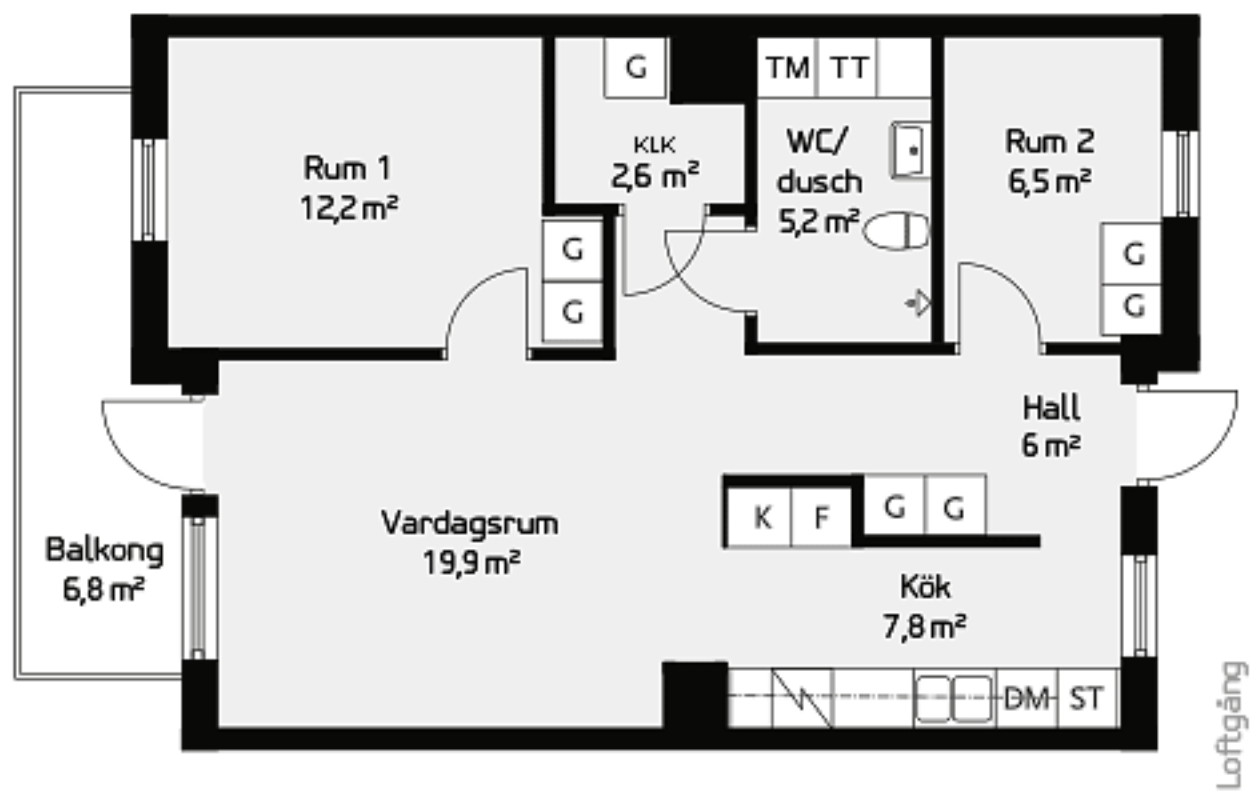 G
TM TT
KLK
2,6 m²
WC/
dusch
5,2 m²
Rum 2
6,5 m²
Rum 1
12,2 m²
G
G
G
G
Hall
6 m²
K F G G
Vardagsrum
19,9 m²
Balkong
6,8 m²
Kök
7,8 m²
DM ST
Loftgång